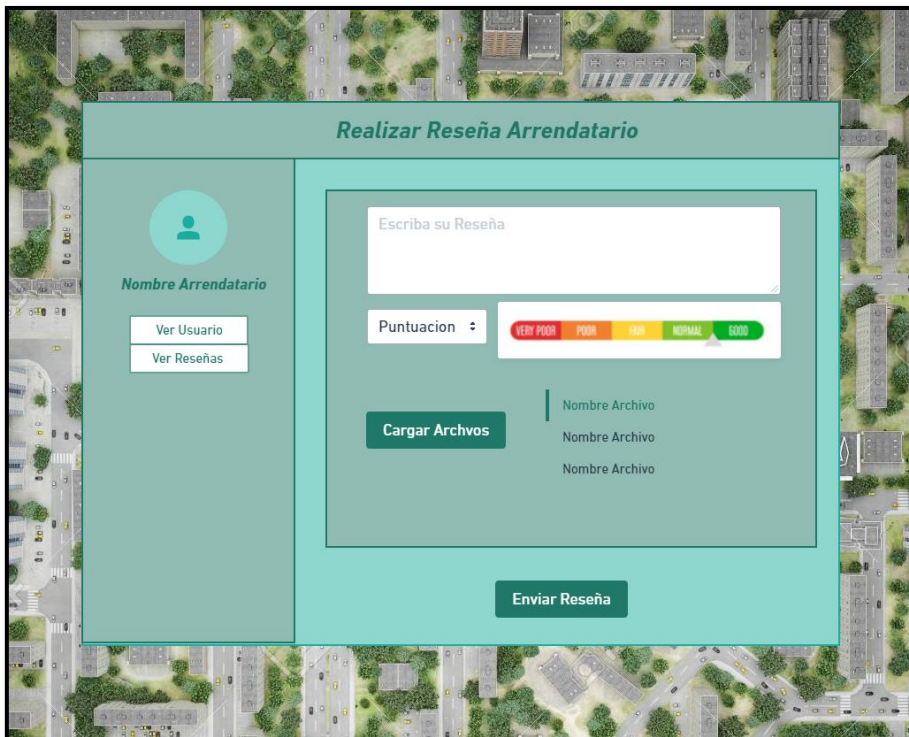 Realizar Reseña Arrendatario
Nombre Arrendatario
Ver Usuario
Ver Reseñas
Escriba su Reseña
Puntuacion
VERY POOR POOR FAIR NORMAL GOOD
Cargar Archvos
Nombre Archivo
Nombre Archivo
Nombre Archivo
Enviar Reseña